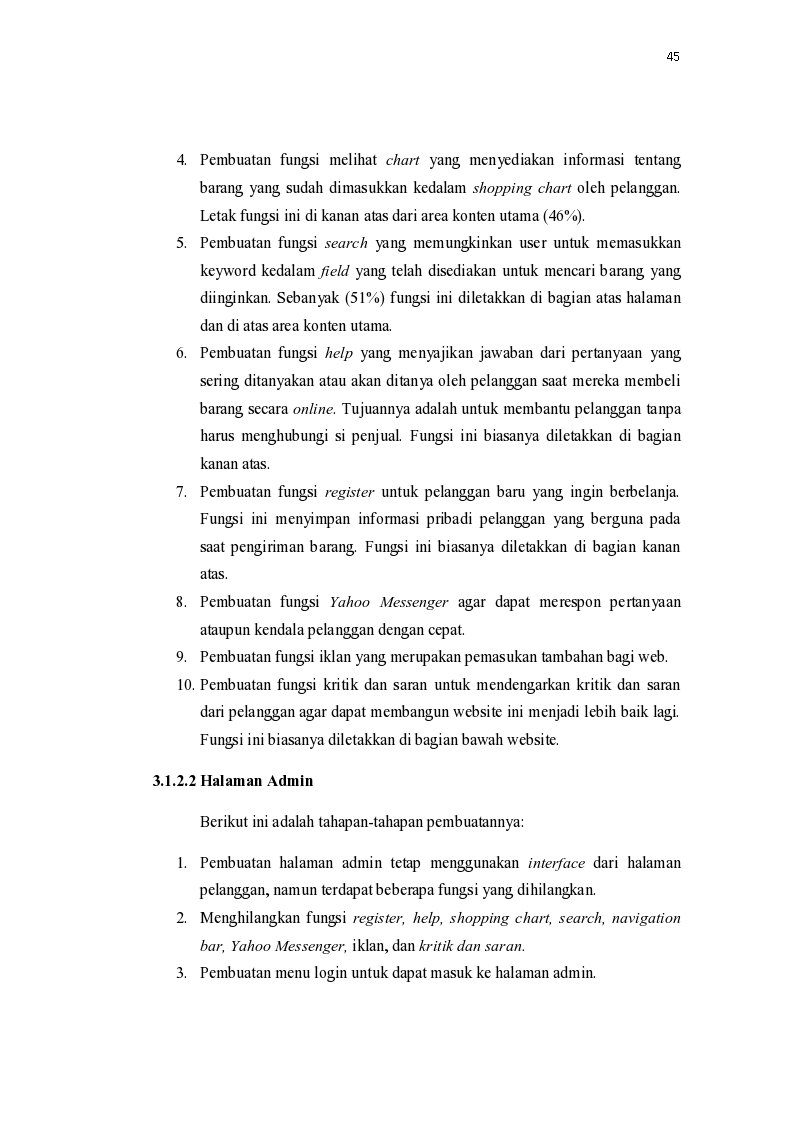 45
4. Pembuatan fungsi melihat chart yang menyediakan informasi tentang
barang yang sudah dimasukkan kedalam shopping chart oleh pelanggan.
Letak fungsi ini di kanan atas dari area konten utama (46%).
5. Pembuatan fungsi search yang memungkinkan user untuk memasukkan
keyword kedalam field yang telah disediakan untuk mencari barang yang
diinginkan. Sebanyak (51%) fungsi ini diletakkan di bagian atas halaman
dan di atas area konten utama.
6. Pembuatan fungsi help yang menyajikan jawaban dari pertanyaan yang
sering ditanyakan atau akan ditanya oleh pelanggan saat mereka membeli
barang secara online. Tujuannya adalah untuk membantu pelanggan tanpa
harus menghubungi si penjual. Fungsi ini biasanya diletakkan di bagian
kanan atas.
7. Pembuatan fungsi register untuk pelanggan baru yang ingin berbelanja.
Fungsi ini menyimpan informasi pribadi pelanggan yang berguna pada
saat pengiriman barang. Fungsi ini biasanya diletakkan di bagian kanan
atas.
8. Pembuatan fungsi Yahoo Messenger agar dapat merespon pertanyaan
ataupun kendala pelanggan dengan cepat.
9. Pembuatan fungsi iklan yang merupakan pemasukan tambahan bagi web.
10. Pembuatan fungsi kritik dan saran untuk mendengarkan kritik dan saran
dari pelanggan agar dapat membangun website ini menjadi lebih baik lagi.
Fungsi ini biasanya diletakkan di bagian bawah website.
3.1.2.2 Halaman Admin
Berikut ini adalah tahapan-tahapan pembuatannya:
1. Pembuatan halaman admin tetap menggunakan interface dari halaman
pelanggan, namun terdapat beberapa fungsi yang dihilangkan.
2. Menghilangkan fungsi register, help, shopping chart, search, navigation
bar, Yahoo Messenger, iklan, dan kritik dan saran.
3. Pembuatan menu login untuk dapat masuk ke halaman admin.